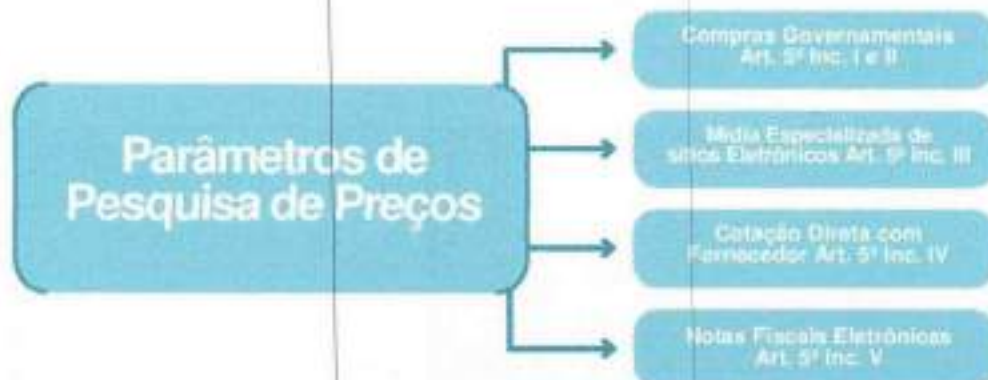 Parâmetros de
Pesquisa de Preços
Compras Governamentais
Art. 5º Inc. I e II
Mídia Especializada de
sítios Eletrônicos Art. 5º Inc. III
Cotação Direta com
Fornecedor Art. 5º Inc. IV
Notas Fiscais Eletrônicas
Art. 5º Inc. V